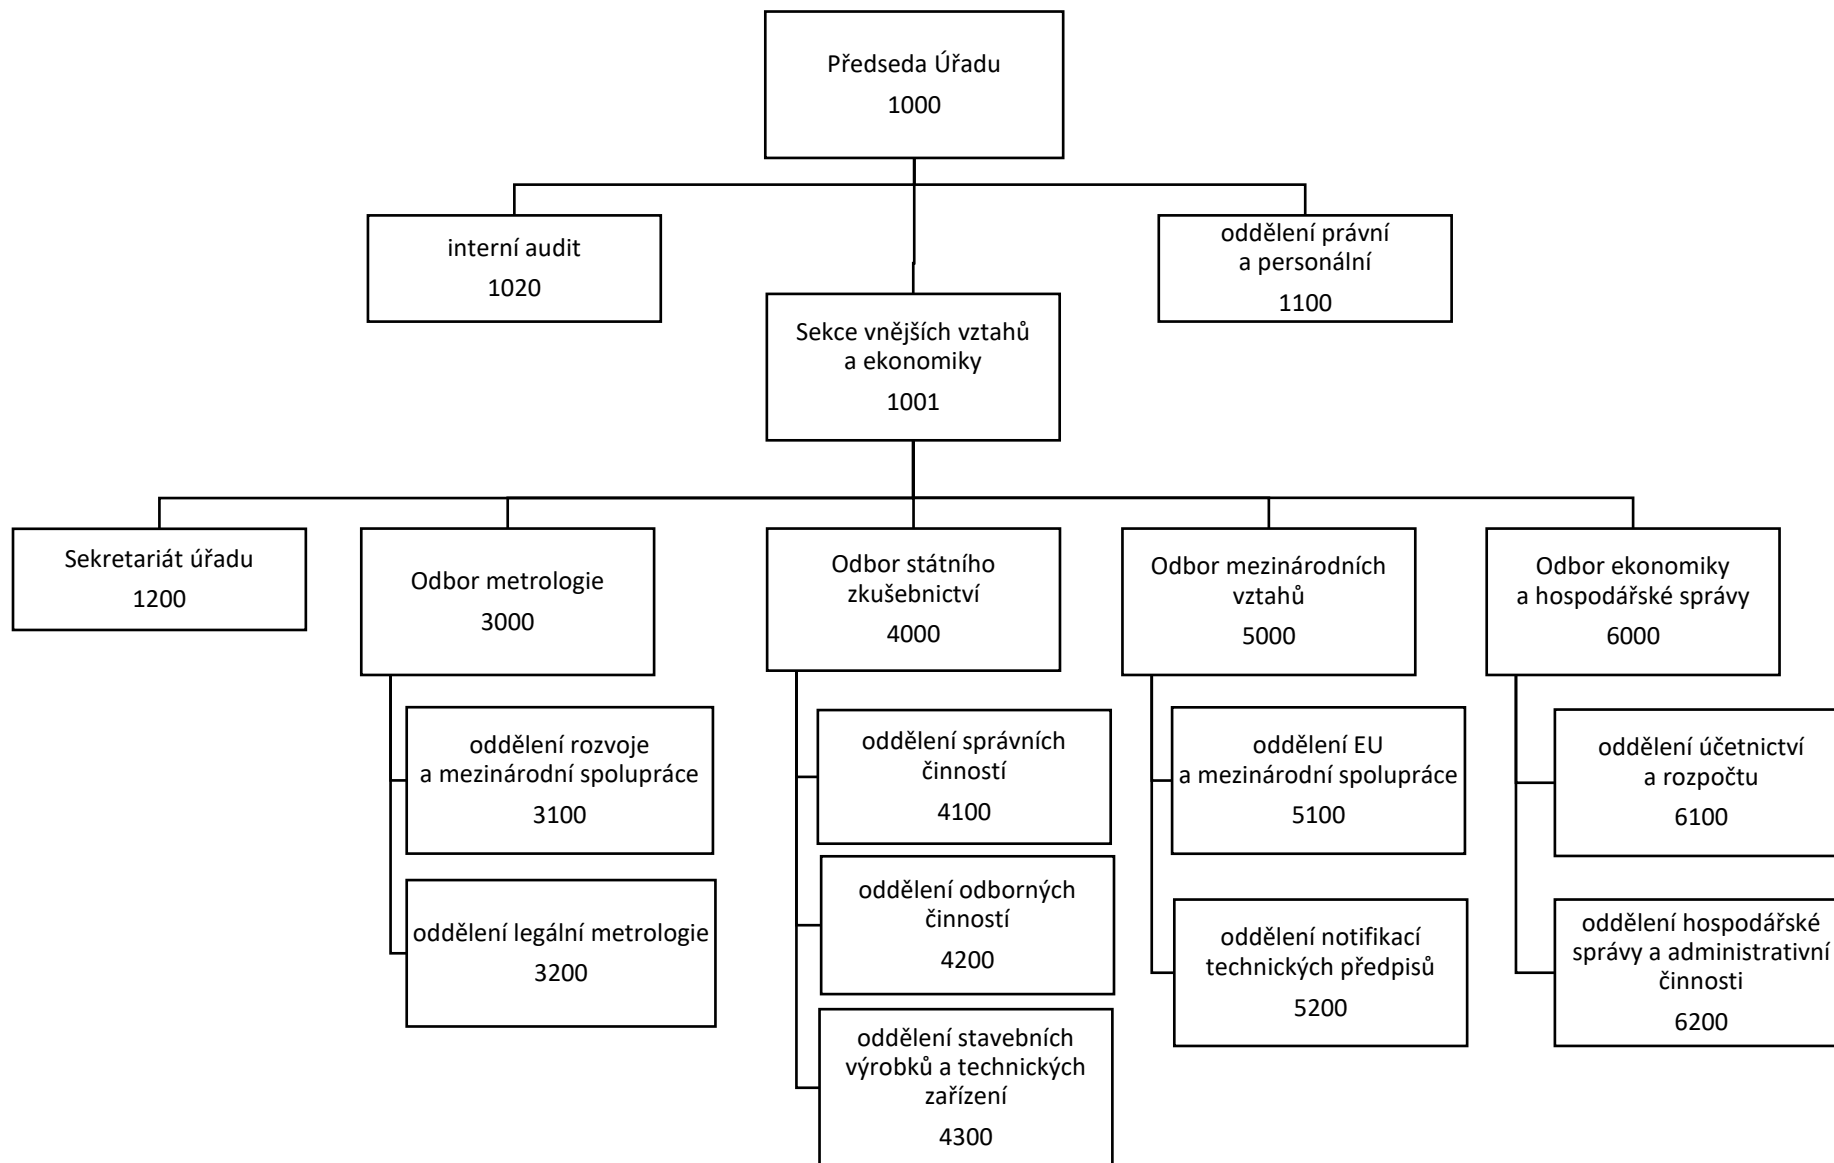 Předseda Úřadu
1000
interní audit
1020
oddělení právní
a personální
1100
Sekce vnějších vztahů
a ekonomiky
1001
Sekretariát úřadu
1200
Odbor metrologie
3000
Odbor státního
zkušebnictví
4000
Odbor mezinárodních
vztahů
5000
Odbor ekonomiky
a hospodářské správy
6000
oddělení rozvoje
a mezinárodní spolupráce
3100
oddělení legální metrologie
3200
oddělení správních
činností
4100
oddělení odborných
činností
4200
oddělení stavebních
výrobků a technických
zařízení
4300
oddělení EU
a mezinárodní spolupráce
5100
oddělení notifikací
technických předpisů
5200
oddělení účetnictví
a rozpočtu
6100
oddělení hospodářské
správy a administrativní
činnosti
6200